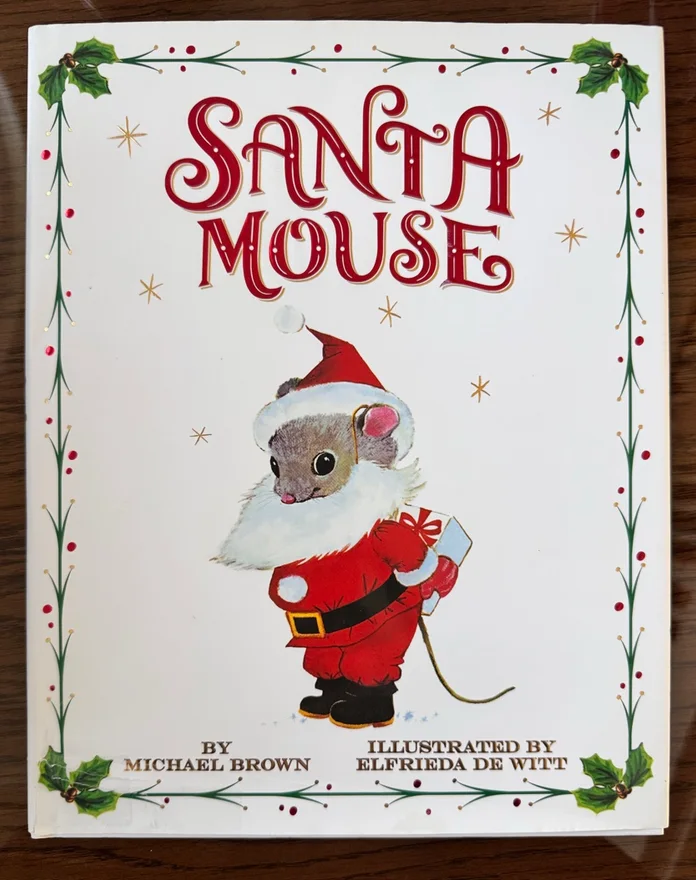 SANTA
MOUSE
BY
MICHAEL BROWN
ILLUSTRATED BY
ELFRIEDA DE WITT